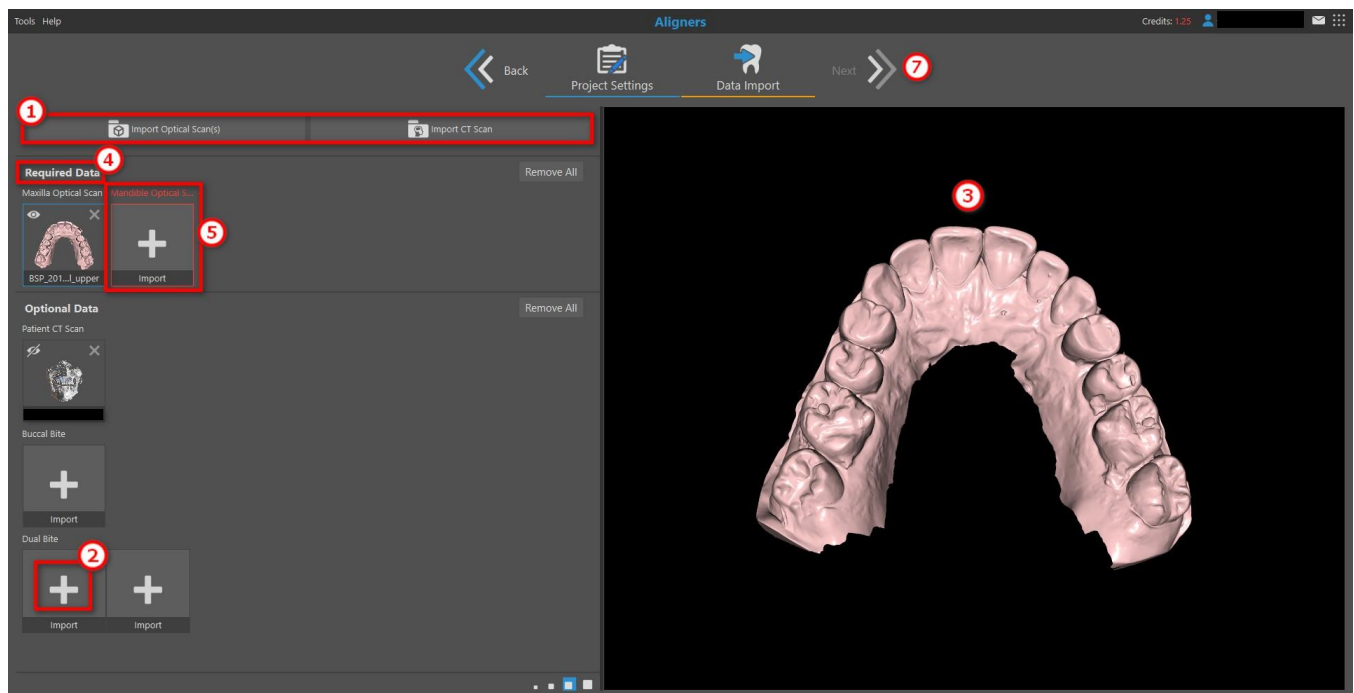 Tools Help Aligners Credits: 1.25
Back Project Settings Data Import Next 7
1
Import Optical Scan(s) Import CT Scan
4
Required Data Remove All
Maxilla Optical Scan Mandible Optical S...
3
5
BSP_201...l_upper Import
Optional Data Remove All
Patient CT Scan
Buccal Bite
Import
Dual Bite
2
Import Import